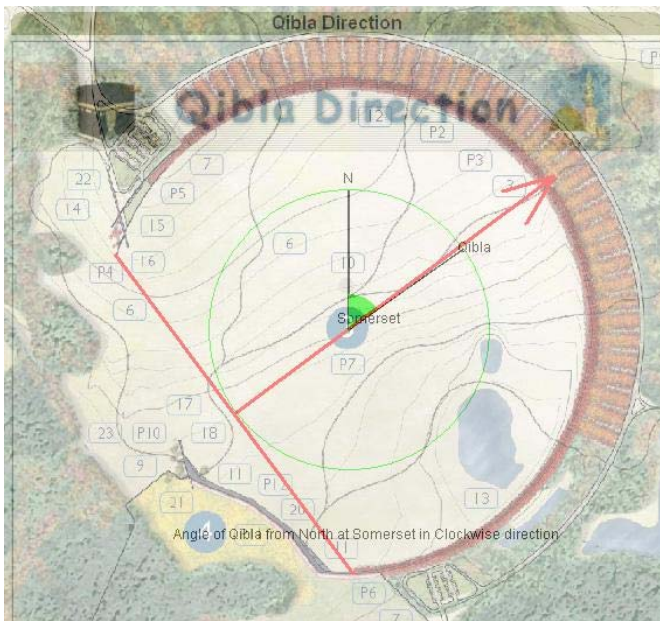 Qibla Direction
Qibla Direction
12
P2
P3
7
P5
3
22
14
15
N
6
10
Qibla
P4
16
6
Somerset
P7
17
23
P10
18
9
11
P12
21
20
13
Angle of Qibla from North at Somerset in Clockwise direction
P6
7